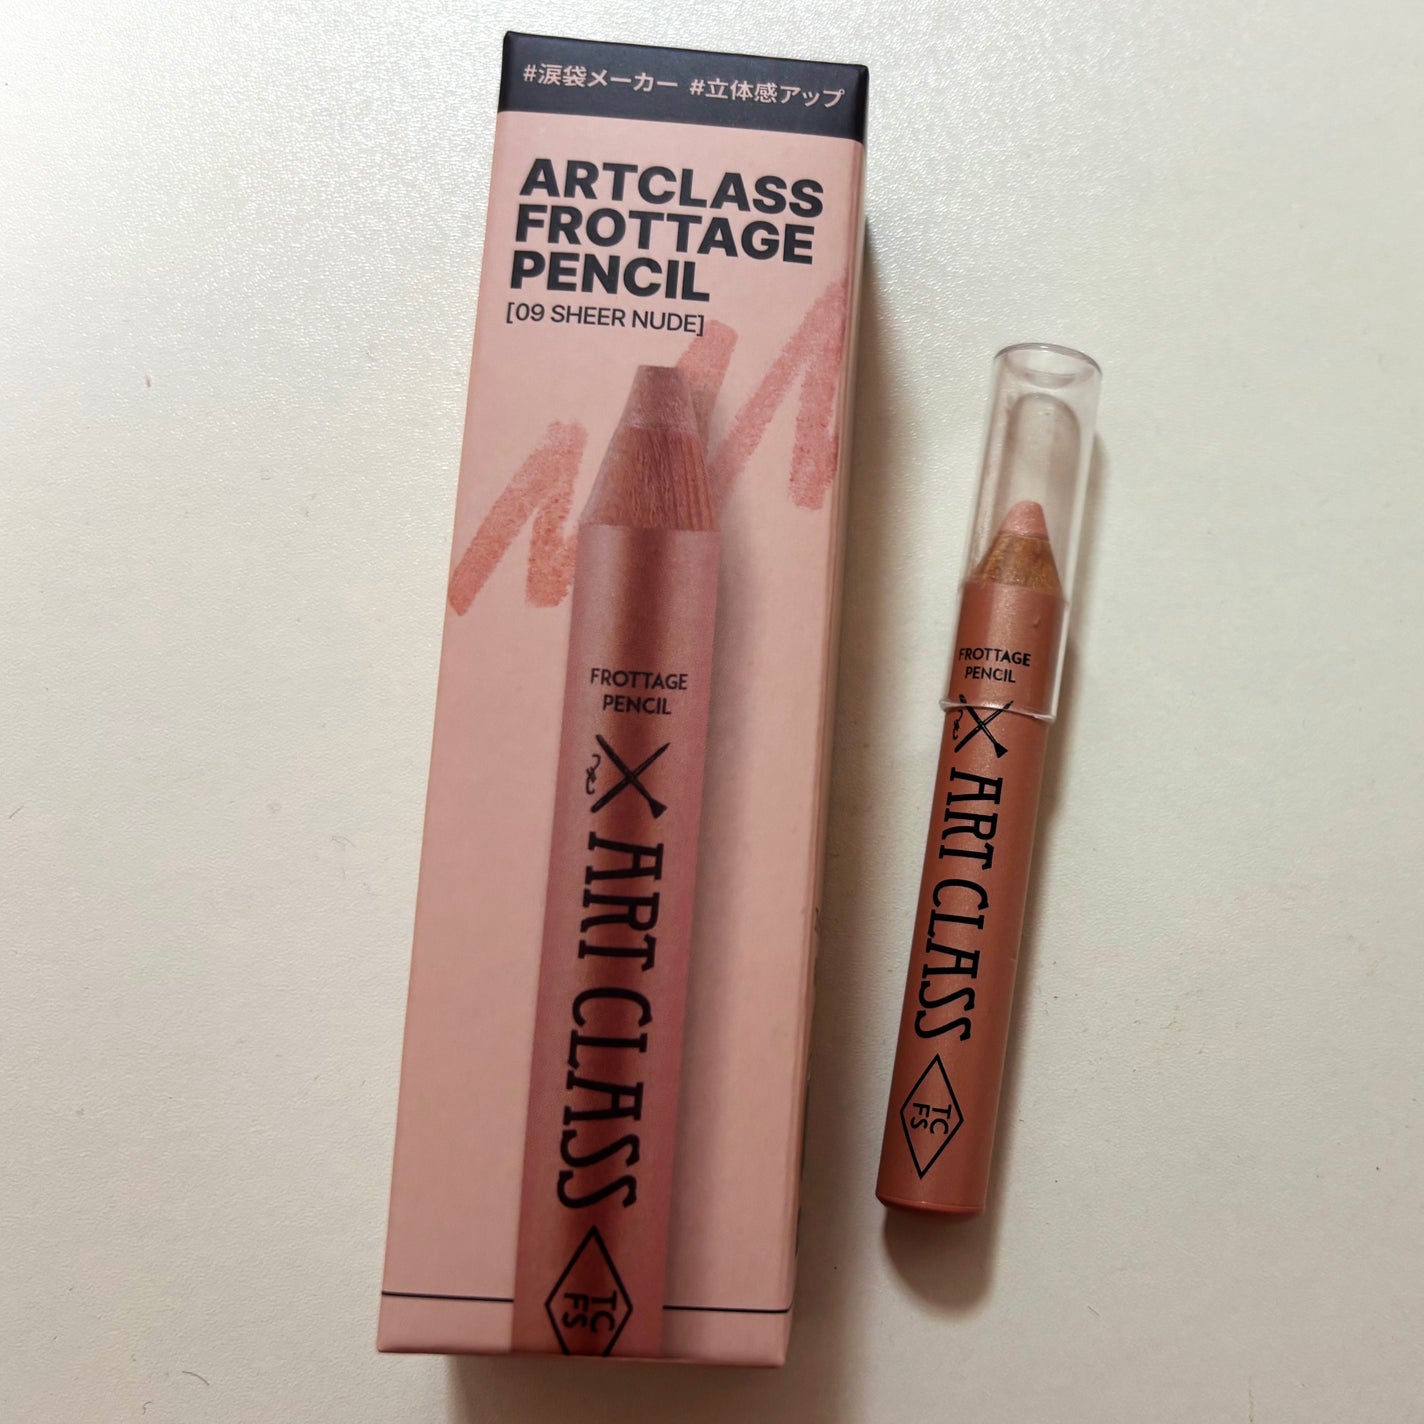 #涙袋メーカー #立体感アップ
ARTCLASS
FROTTAGE
PENCIL
[09 SHEER NUDE]
FROTTAGE
PENCIL
ART CLASS
TC
FS
FROTTAGE
PENCIL
ART CLASS
TC
FS